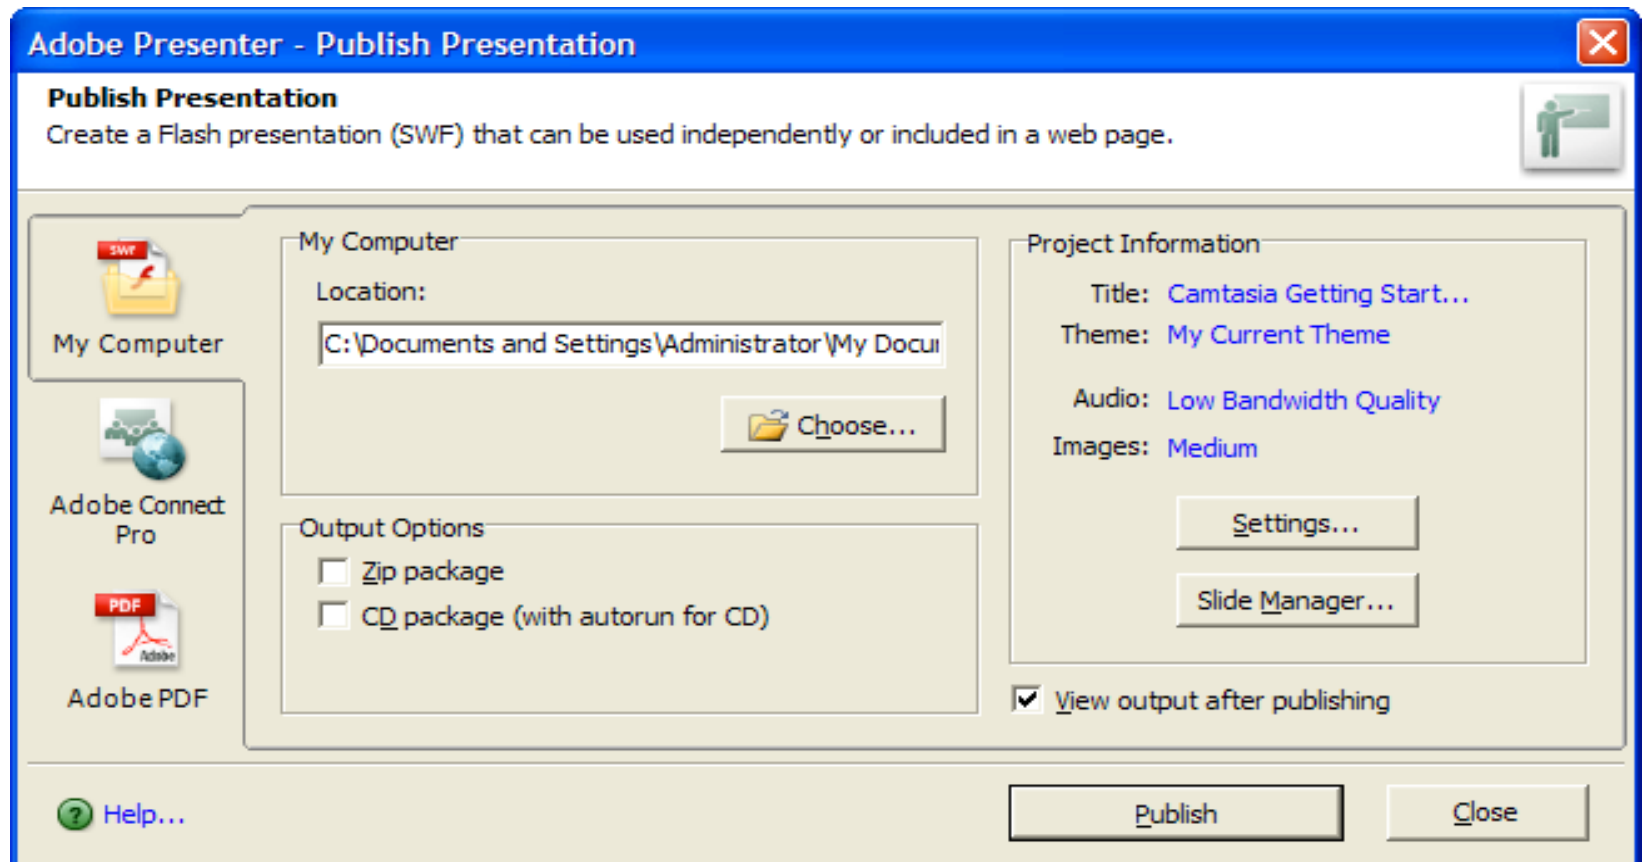 Adobe Presenter - Publish Presentation
Publish Presentation
Create a Flash presentation (SWF) that can be used independently or included in a web page.
SWF
My Computer
Adobe Connect
Pro
PDF
Adobe
Adobe PDF
My Computer
Location:
C:\Documents and Settings\Administrator\My Docu
Choose...
Output Options
Zip package
CD package (with autorun for CD)
Project Information
Title: Camtasia Getting Start...
Theme: My Current Theme
Audio: Low Bandwidth Quality
Images: Medium
Settings...
Slide Manager...
View output after publishing
Help...
Publish
Close